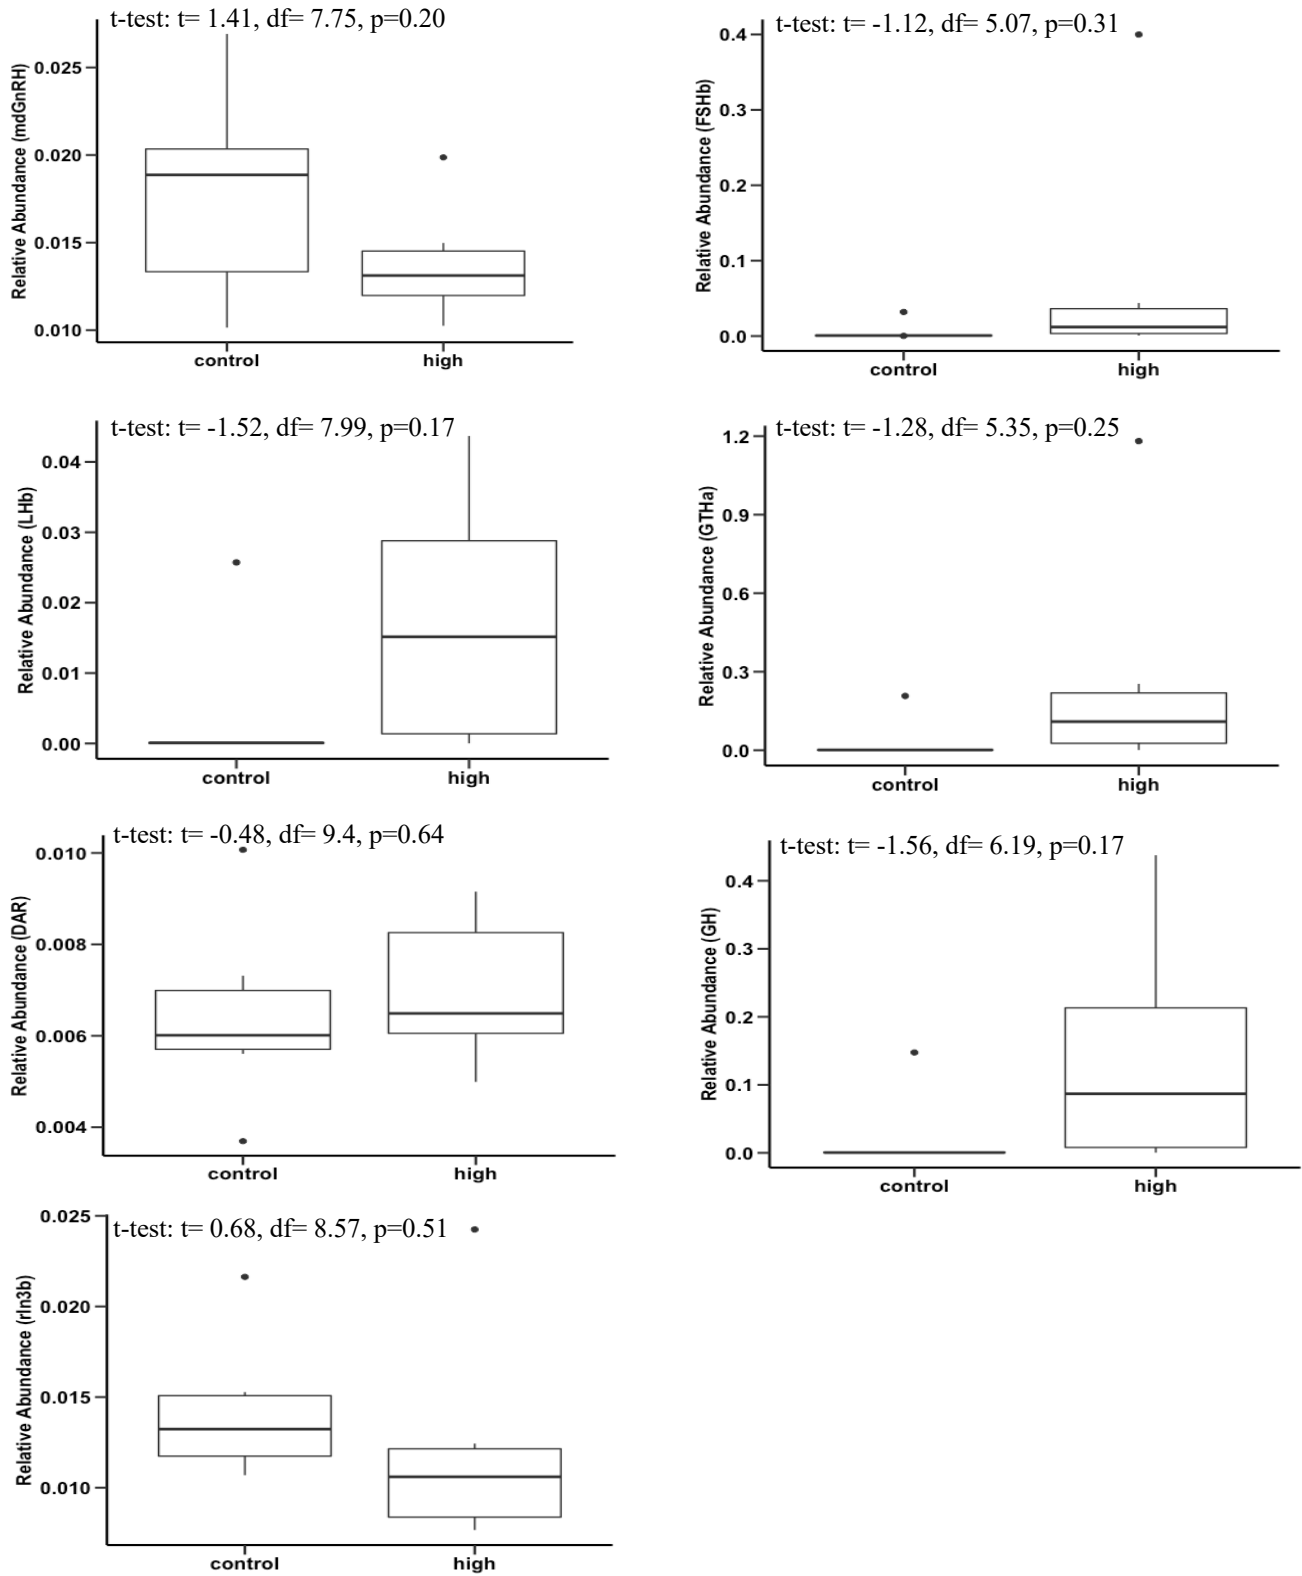 t-test: t= 1.41, df= 7.75, p=0.20
Relative Abundance (mdGnRH)
0.025
0.020
0.015
0.010
control high
t-test: t= -1.12, df= 5.07, p=0.31
Relative Abundance (FSHb)
0.4
0.3
0.2
0.1
0.0
control high
t-test: t= -1.52, df= 7.99, p=0.17
Relative Abundance (LHb)
0.04
0.03
0.02
0.01
0.00
control high
t-test: t= -1.28, df= 5.35, p=0.25
Relative Abundance (GTHa)
1.2
0.9
0.6
0.3
0.0
control high
t-test: t= -0.48, df= 9.4, p=0.64
Relative Abundance (DAR)
0.010
0.008
0.006
0.004
control high
t-test: t= -1.56, df= 6.19, p=0.17
Relative Abundance (GH)
0.4
0.3
0.2
0.1
0.0
control high
t-test: t= 0.68, df= 8.57, p=0.51
Relative Abundance (rln3b)
0.025
0.020
0.015
0.010
control high